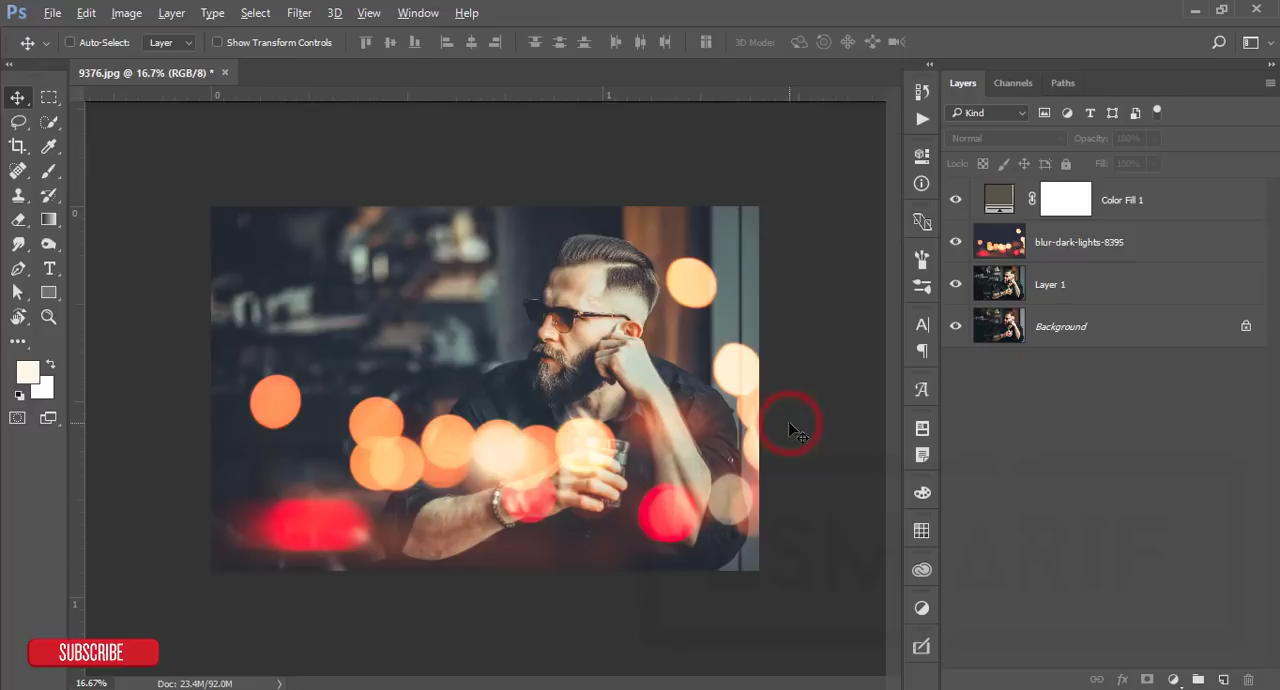 Ps File Edit Image Layer Type Select Filter 3D View Window Help
Auto-Select: Layer Show Transform Controls 3D Mode:
9376.jpg @ 16.7% (RGB/8) * ×
Layers Channels Paths
0 1
Kind
Normal Opacity: 100%
Lock: Fill: 100%
Color Fill 1
0
blur-dark-lights-8395
Layer 1
Background
1
SUBSCRIBE
16.67% Doc: 23.4M/92.0M